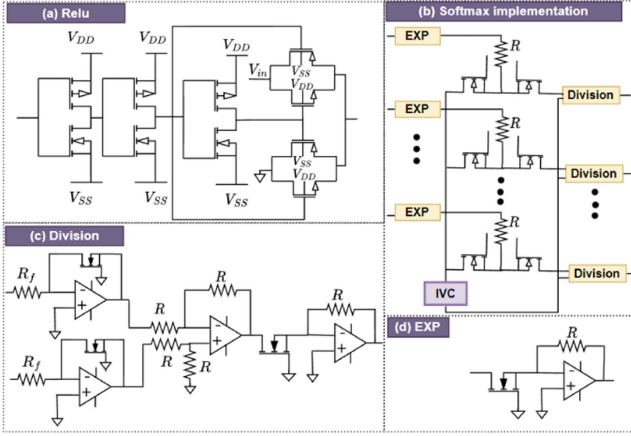 (a) Relu
V_DD
V_DD
V_DD
V_in
V_SS
V_DD
V_SS
V_DD
V_SS
V_SS
V_SS
(b) Softmax implementation
EXP
R
Division
EXP
R
Division
EXP
R
Division
IVC
(c) Division
R_f
-
+
R
R
-
+
R
-
+
R_f
-
+
R
R
(d) EXP
R
-
+